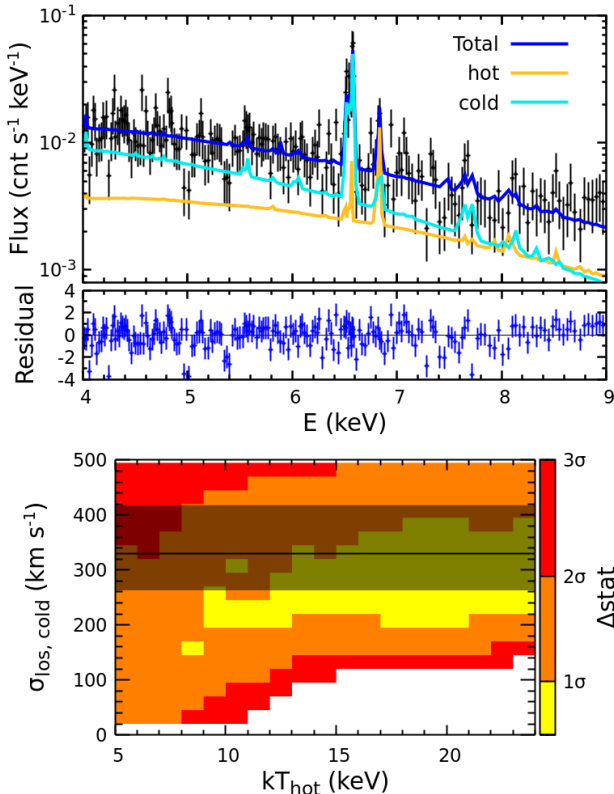 10⁻¹
10⁻²
10⁻³
Flux (cnt s⁻¹ keV⁻¹)
Total
hot
cold
4
2
0
-2
-4
Residual
4 5 6 7 8 9
E (keV)
500
400
300
200
100
0
σlos, cold (km s⁻¹)
5 10 15 20
kThot (keV)
3σ
2σ
1σ
Δstat